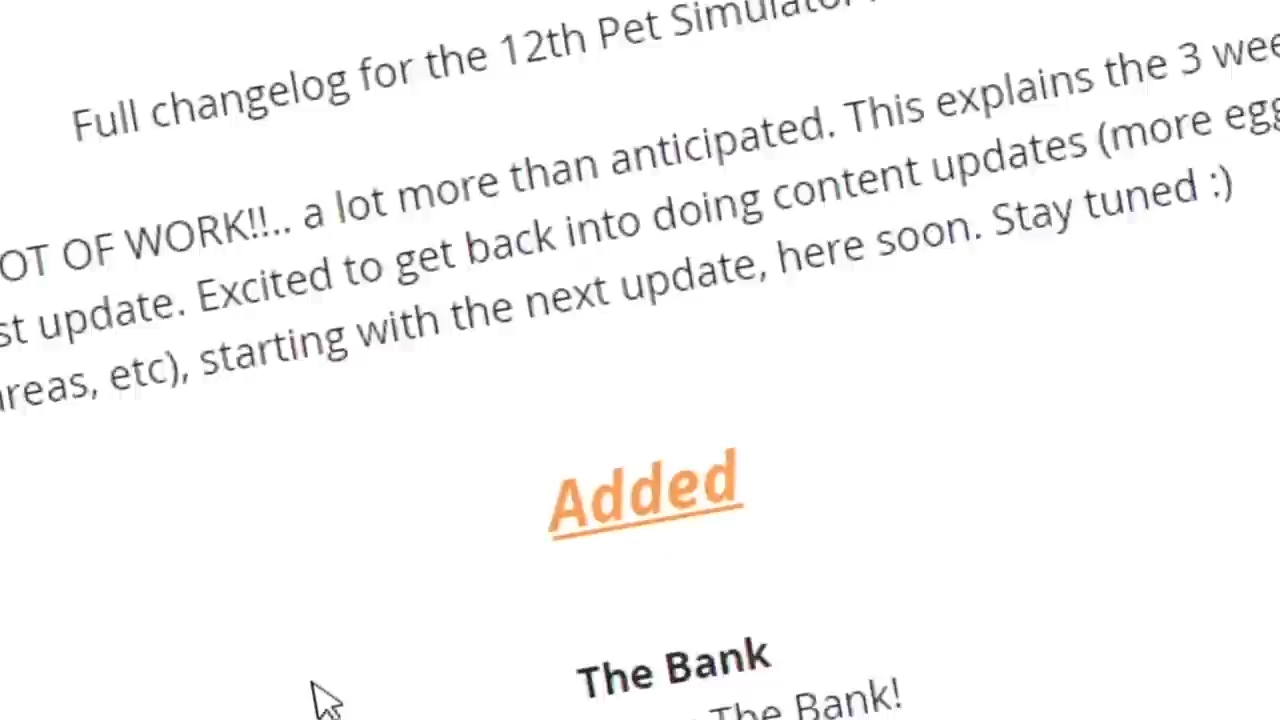 Full changelog for the 12th Pet Simulator
OT OF WORK!!.. a lot more than anticipated. This explains the 3 wee
st update. Excited to get back into doing content updates (more egg
reas, etc), starting with the next update, here soon. Stay tuned :)
Added
The Bank
The Bank!